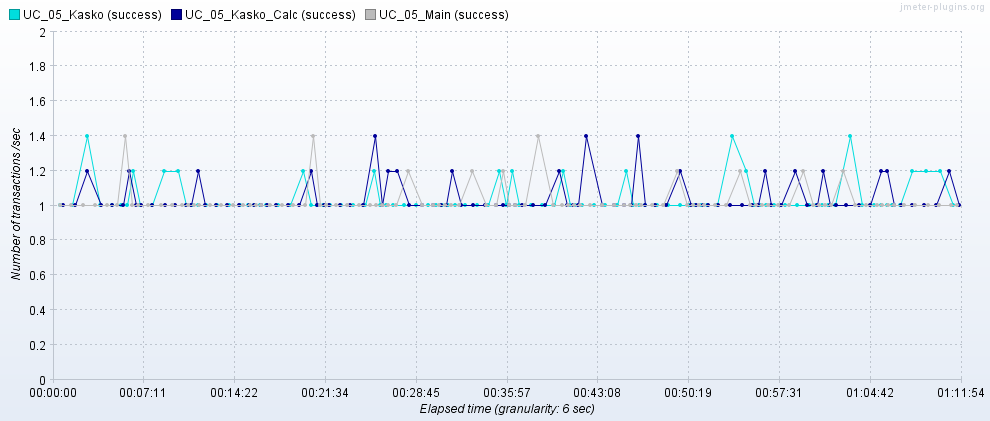 UC_05_Kasko (success) UC_05_Kasko_Calc (success) UC_05_Main (success)
jmeter-plugins.org
2
1.8
1.6
1.4
1.2
1
0.8
0.6
0.4
0.2
0
Number of transactions /sec
00:00:00 00:07:11 00:14:22 00:21:34 00:28:45 00:35:57 00:43:08 00:50:19 00:57:31 01:04:42 01:11:54
Elapsed time (granularity: 6 sec)